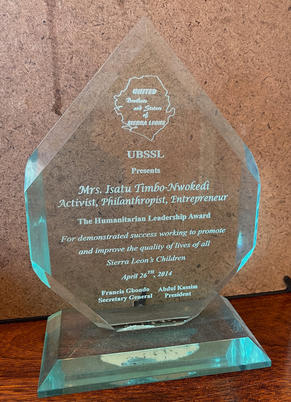 UNITED
Brothers
and Sisters
of
SIERRA LEONE
UBSSL
Presents
Mrs. Isatu Timbo-Nwokedi
Activist, Philantropist, Entrepreneur
The Humanitarian Leadership Award
For demonstrated success working to promote
and improve the quality of lives of all
Sierra Leon's Children
April 26TH, 2014
Francis Gbondo Abdul Kassim
Secretary General President